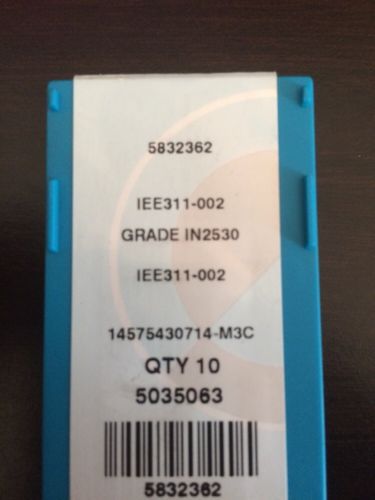 5832362
IEE311-002
GRADE IN2530
IEE311-002
14575430714-M3C
QTY 10
5035063
5832362